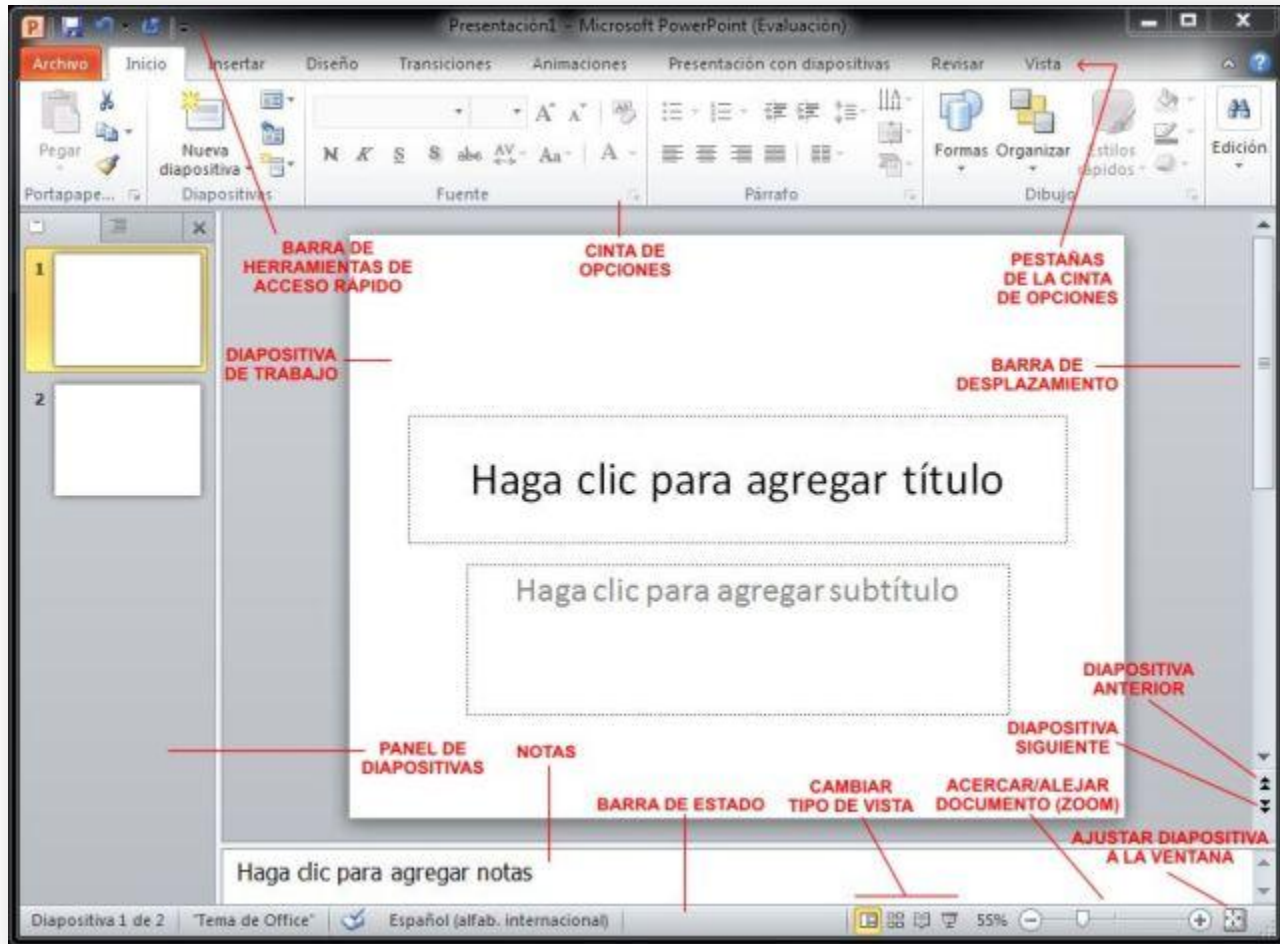 Presentación1 - Microsoft PowerPoint (Evaluación)
Archivo Inicio Insertar Diseño Transiciones Animaciones Presentación con diapositivas Revisar Vista
Pegar
Nueva diapositiva
N K S S abc AV Aa A
Formas Organizar Estilos rápidos
Edición
Portapape... Diapositivas Fuente Párrafo Dibujo
1
2
BARRA DE
HERRAMIENTAS DE
ACCESO RÁPIDO
CINTA DE
OPCIONES
PESTAÑAS
DE LA CINTA
DE OPCIONES
DIAPOSITIVA
DE TRABAJO
BARRA DE
DESPLAZAMIENTO
Haga clic para agregar título
Haga clic para agregar subtítulo
DIAPOSITIVA
ANTERIOR
DIAPOSITIVA
SIGUIENTE
PANEL DE
DIAPOSITIVAS
NOTAS
BARRA DE ESTADO
CAMBIAR
TIPO DE VISTA
ACERCAR/ALEJAR
DOCUMENTO (ZOOM)
AJUSTAR DIAPOSITIVA
A LA VENTANA
Haga clic para agregar notas
Diapositiva 1 de 2 "Tema de Office" Español (alfab. internacional) 55%